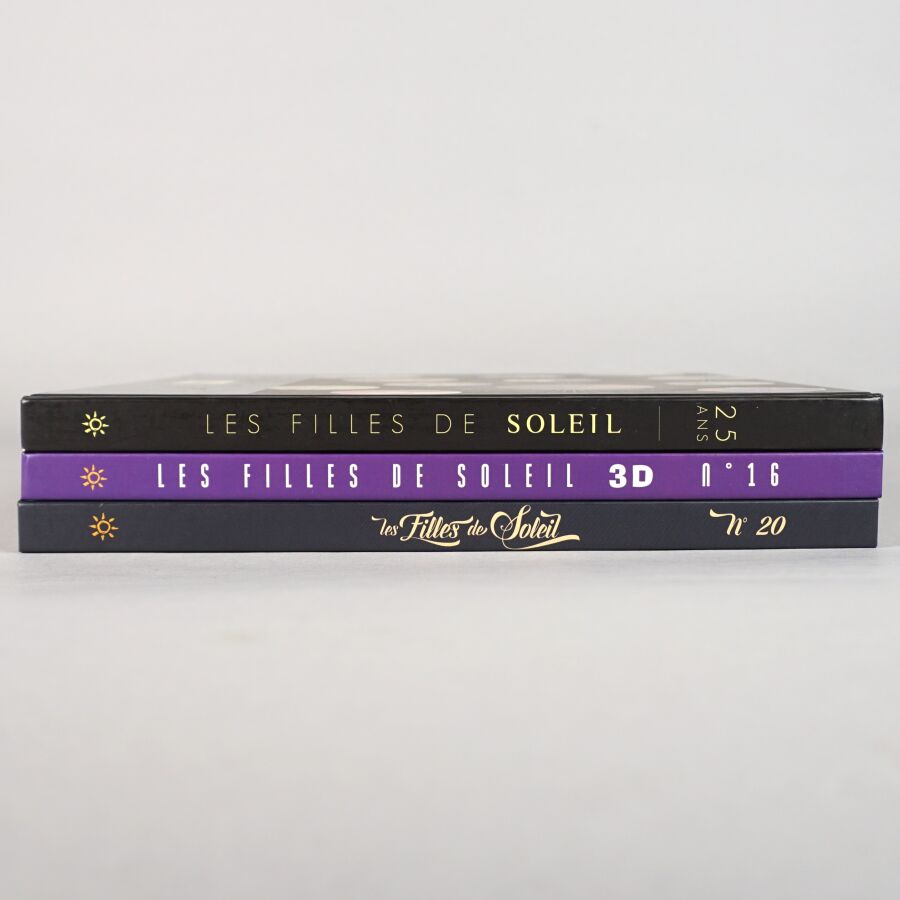 LES FILLES DE SOLEIL | 25 ANS
LES FILLES DE SOLEIL 3D n°16
les Filles de Soleil N° 20